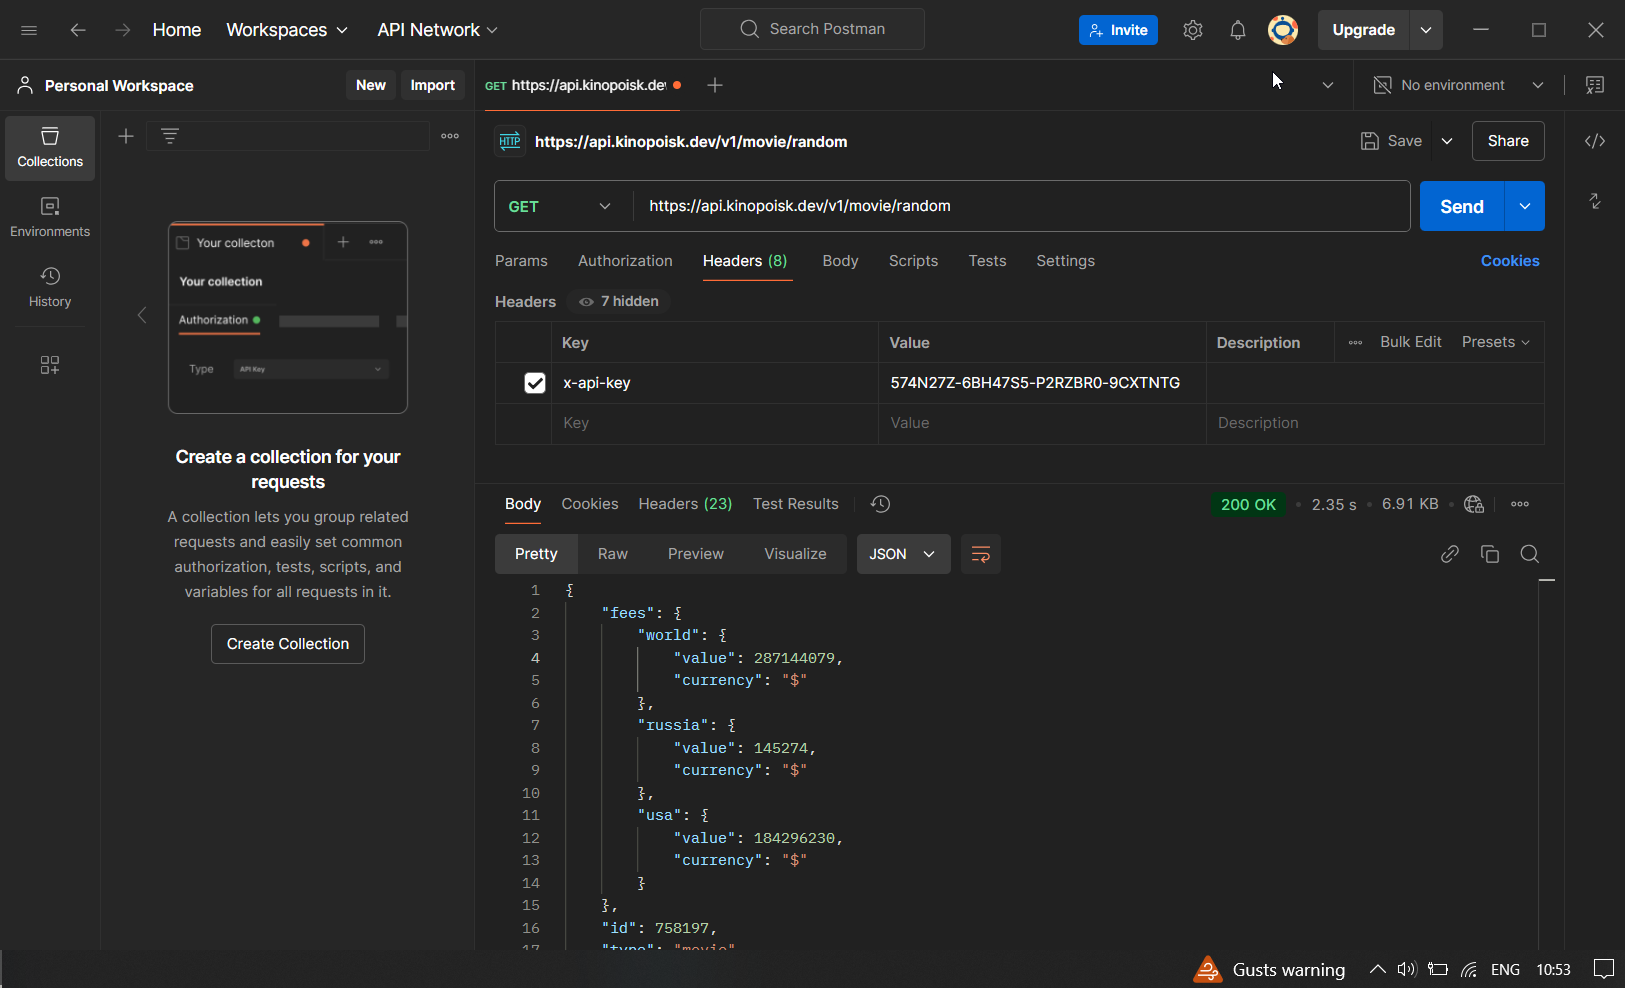 Home
Workspaces
API Network
Search Postman
Invite
Upgrade
Personal Workspace
New
Import
GET https://api.kinopoisk.de
No environment
Collections
Environments
History
Your collecton
Your collection
Authorization
Type
API Key
Create a collection for your
requests
A collection lets you group related
requests and easily set common
authorization, tests, scripts, and
variables for all requests in it.
Create Collection
HTTP https://api.kinopoisk.dev/v1/movie/random
Save
Share
GET
https://api.kinopoisk.dev/v1/movie/random
Send
Params Authorization Headers (8) Body Scripts Tests Settings
Cookies
Headers 7 hidden
Key Value Description Bulk Edit Presets
x-api-key 574N27Z-6BH47S5-P2RZBR0-9CXTNTG
Key Value Description
Body Cookies Headers (23) Test Results
200 OK • 2.35 s • 6.91 KB •
Pretty Raw Preview Visualize JSON
1 {
2 "fees": {
3 "world": {
4 "value": 287144079,
5 "currency": "$"
6 },
7 "russia": {
8 "value": 145274,
9 "currency": "$"
10 },
11 "usa": {
12 "value": 184296230,
13 "currency": "$"
14 }
15 },
16 "id": 758197,
17 "type": "movie"
Gusts warning ENG 10:53